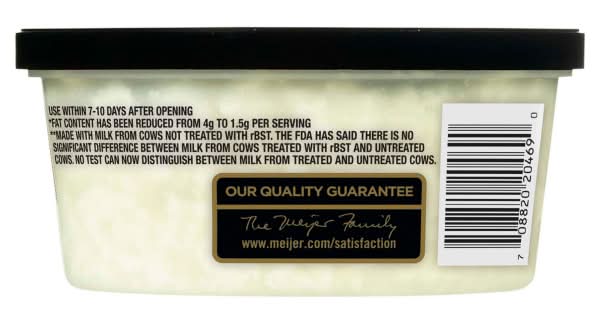 USE WITHIN 7-10 DAYS AFTER OPENING
*FAT CONTENT HAS BEEN REDUCED FROM 4g TO 1.5g PER SERVING
**MADE WITH MILK FROM COWS NOT TREATED WITH rBST. THE FDA HAS SAID THERE IS NO
SIGNIFICANT DIFFERENCE BETWEEN MILK FROM COWS TREATED WITH rBST AND UNTREATED
COWS. NO TEST CAN NOW DISTINGUISH BETWEEN MILK FROM TREATED AND UNTREATED COWS.
OUR QUALITY GUARANTEE
The Meijer Family
www.meijer.com/satisfaction
7 08820 20469 0